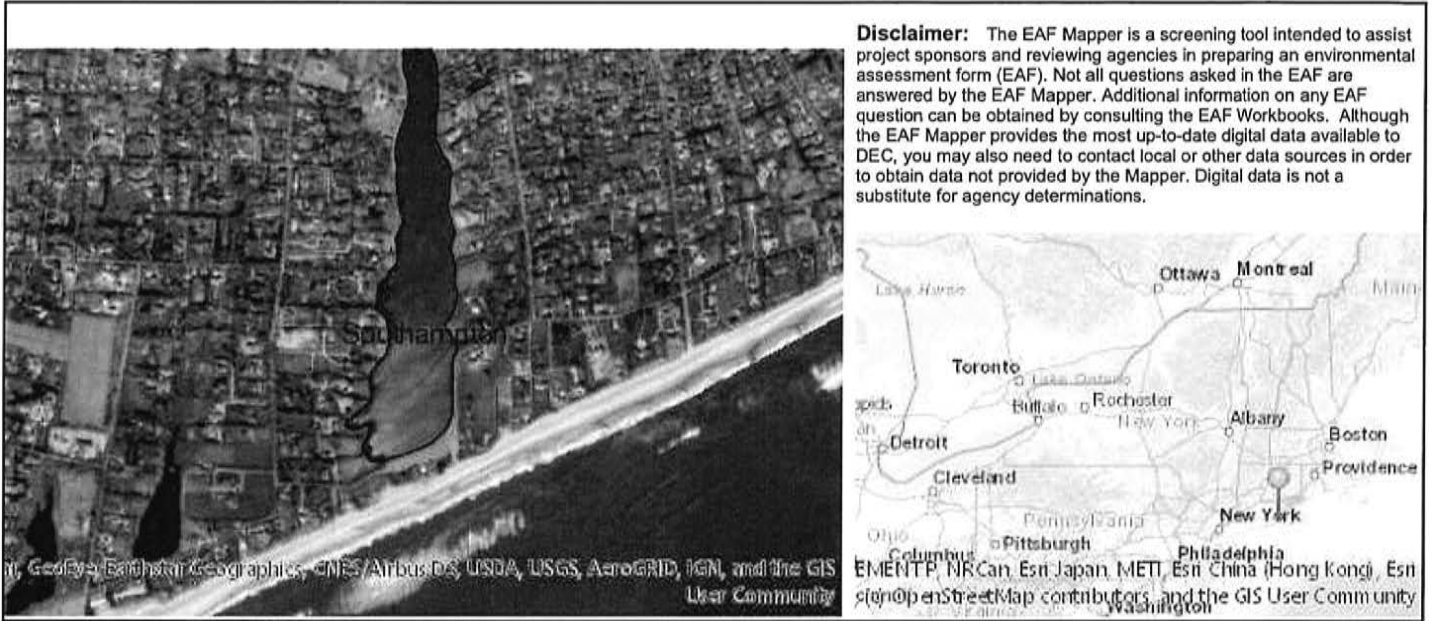 Disclaimer: The EAF Mapper is a screening tool intended to assist
project sponsors and reviewing agencies in preparing an environmental
assessment form (EAF). Not all questions asked in the EAF are
answered by the EAF Mapper. Additional information on any EAF
question can be obtained by consulting the EAF Workbooks. Although
the EAF Mapper provides the most up-to-date digital data available to
DEC, you may also need to contact local or other data sources in order
to obtain data not provided by the Mapper. Digital data is not a
substitute for agency determinations.
Southampton
GeoEye, Earthstar Geographics, CNES/Airbus DS, USDA, USGS, AeroGRID, IGN, and the GIS
User Community
Ottawa
Montreal
Main
Toronto
Lake Ontario
Buffalo
Rochester
New York
Albany
Boston
Detroit
Providence
Cleveland
Pennsylvania
New York
Ohio
Columbus
Pittsburgh
Philadelphia
EMENTP, NRCan, Esri Japan, METI, Esri China (Hong Kong), Esri
OpenStreetMap contributors, and the GIS User Community
Washington